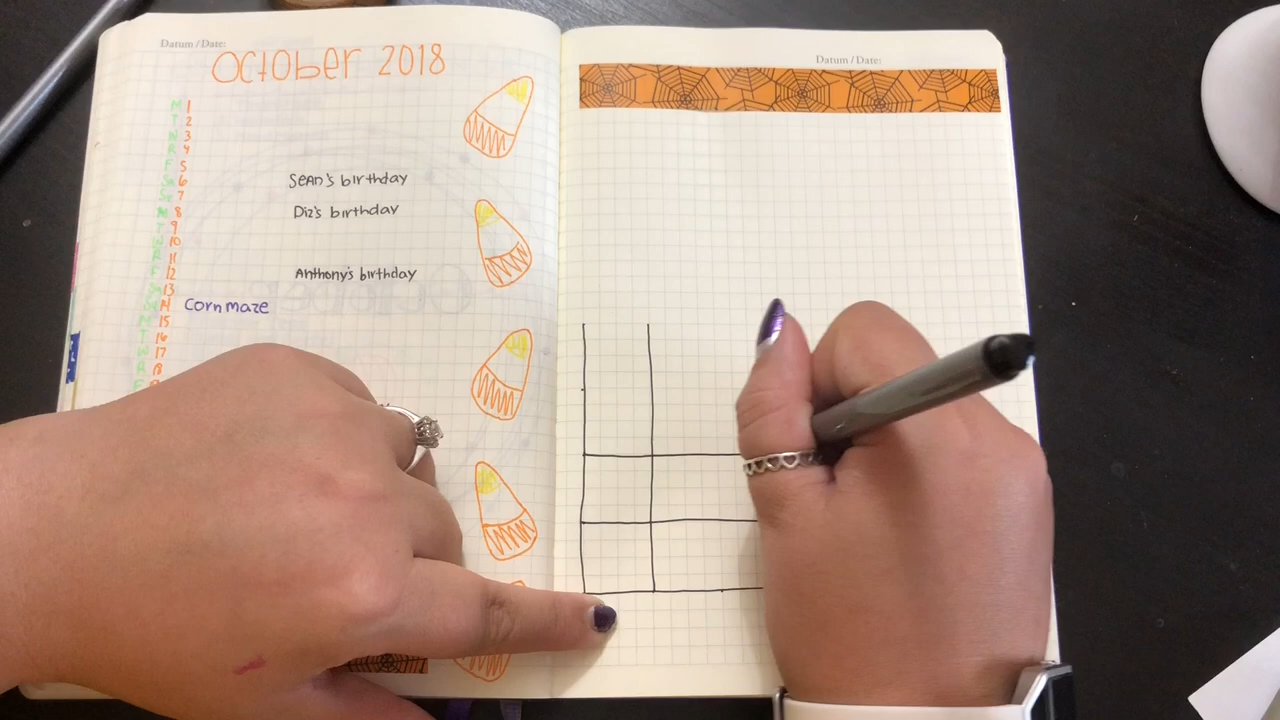 Datum / Date:
October 2018
M 1
T 2
W 3
R 4
F 5
S 6
S 7
M 8
T 9
W 10
R 11
F 12
S 13
S 14
M 15
T 16
W 17
R 18
F
Sean's birthday
Diz's birthday
Anthony's birthday
Corn maze
Datum / Date: